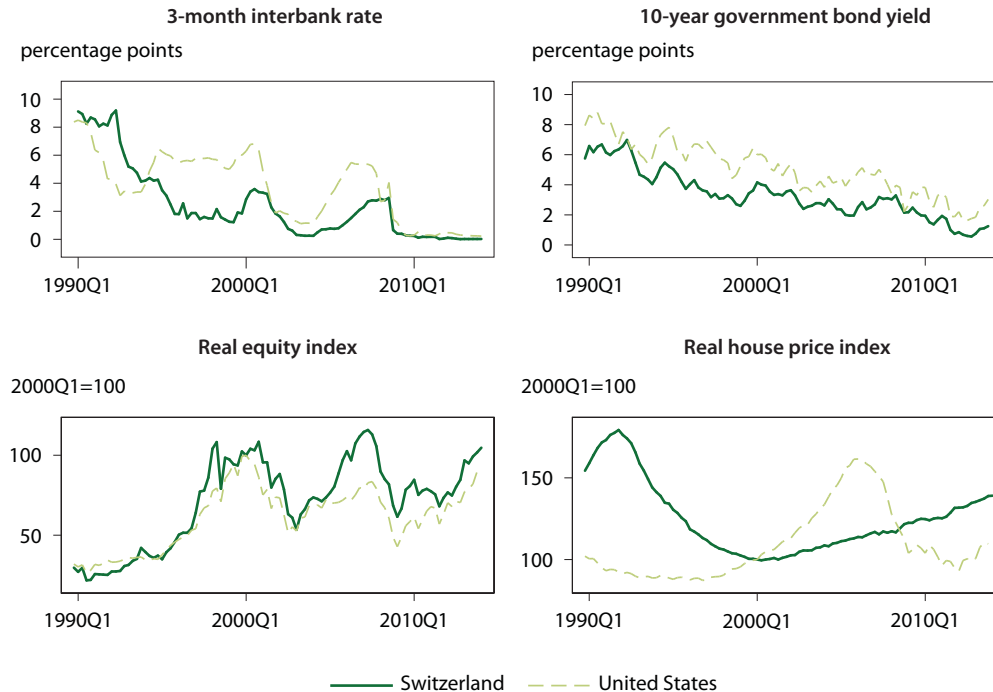 3-month interbank rate
percentage points
10
8
6
4
2
0
1990Q1 2000Q1 2010Q1
10-year government bond yield
percentage points
10
8
6
4
2
0
1990Q1 2000Q1 2010Q1
Real equity index
2000Q1=100
100
50
1990Q1 2000Q1 2010Q1
Real house price index
2000Q1=100
150
100
1990Q1 2000Q1 2010Q1
Switzerland United States